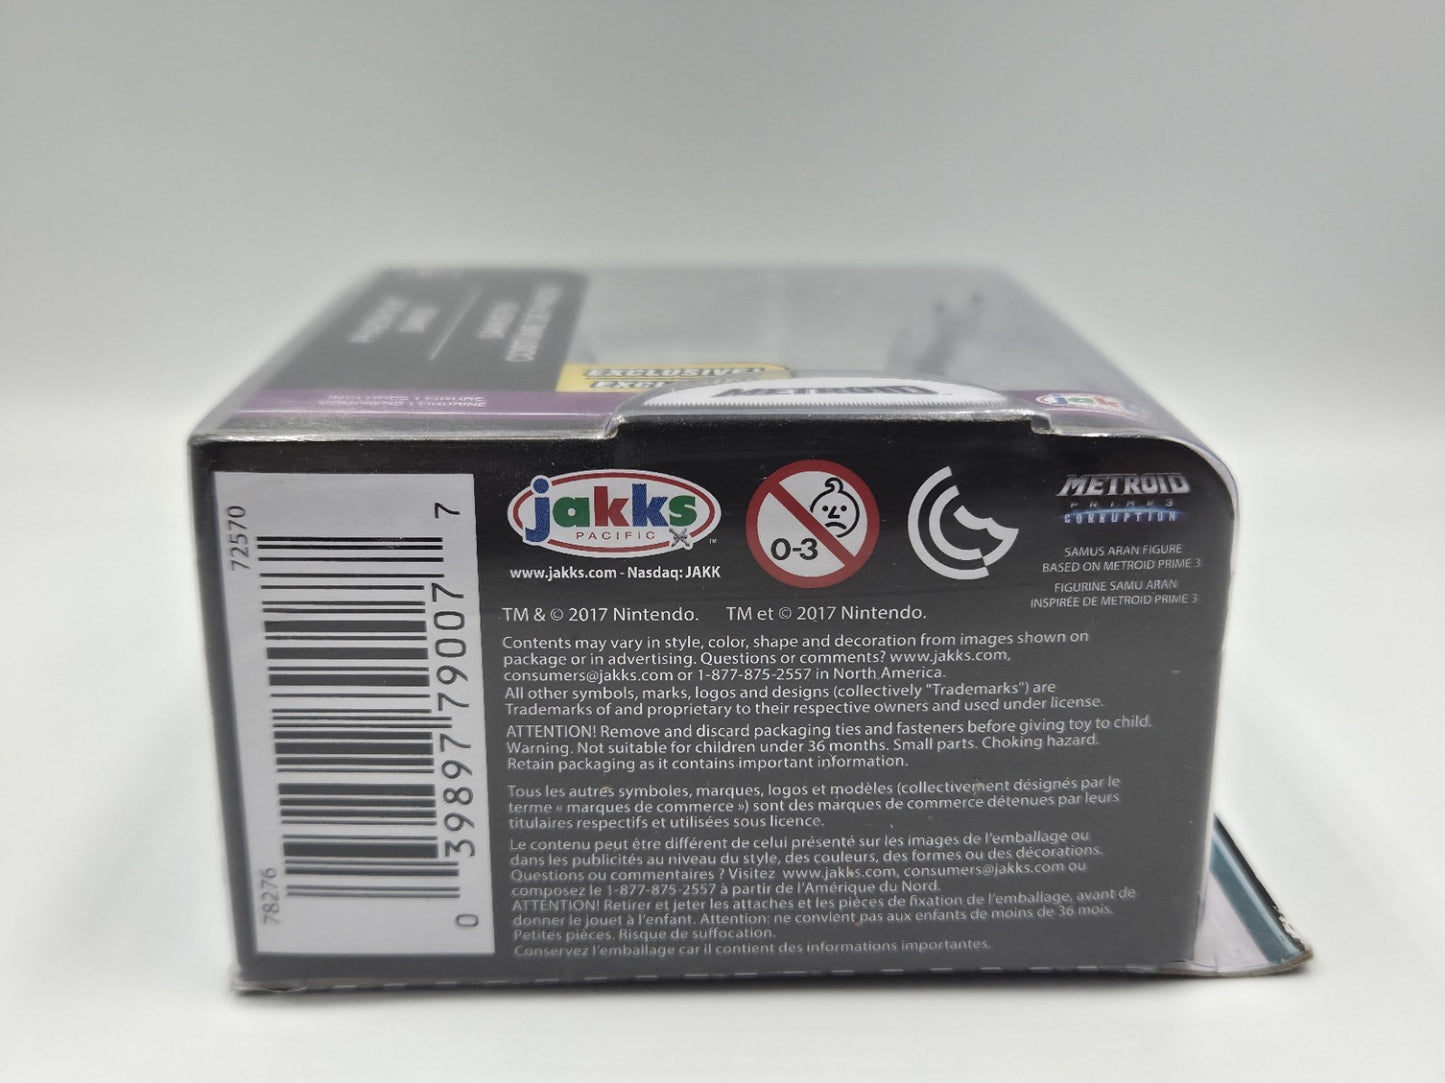 EXCLUSIVE!
METROID
jakks
INCLUDES 1 FIGURE
COMPREND 1 FIGURINE
72570
78276
0 39897 79007 7
jakks
PACIFIC
™
www.jakks.com - Nasdaq: JAKK
0-3
METROID
PRIME 3
CORRUPTION
SAMUS ARAN FIGURE
BASED ON METROID PRIME 3
FIGURINE SAMU ARAN
INSPIRÉE DE METROID PRIME 3
TM & © 2017 Nintendo. TM et © 2017 Nintendo.
Contents may vary in style, color, shape and decoration from images shown on
package or in advertising. Questions or comments? www.jakks.com,
consumers@jakks.com or 1-877-875-2557 in North America.
All other symbols, marks, logos and designs (collectively "Trademarks") are
Trademarks of and proprietary to their respective owners and used under license.
ATTENTION! Remove and discard packaging ties and fasteners before giving toy to child.
Warning. Not suitable for children under 36 months. Small parts. Choking hazard.
Retain packaging as it contains important information.
Tous les autres symboles, marques, logos et modèles (collectivement désignés par le
terme « marques de commerce ») sont des marques de commerce détenues par leurs
titulaires respectifs et utilisées sous licence.
Le contenu peut être différent de celui présenté sur les images de l'emballage ou
dans les publicités au niveau du style, des couleurs, des formes ou des décorations.
Questions ou commentaires ? Visitez www.jakks.com, consumers@jakks.com ou
composez le 1-877-875-2557 à partir de l'Amérique du Nord.
ATTENTION! Retirer et jeter les attaches et les pièces de fixation de l'emballage, avant de
donner le jouet à l'enfant. Attention: ne convient pas aux enfants de moins de 36 mois.
Petites pièces. Risque de suffocation.
Conservez l'emballage car il contient des informations importantes.